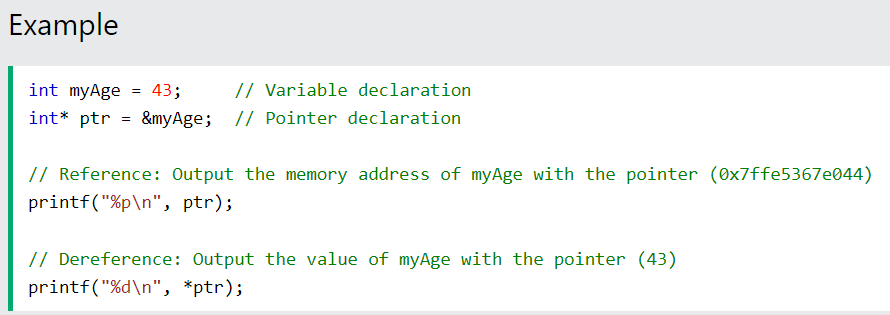 Example
int myAge = 43;     // Variable declaration
int* ptr = &myAge;  // Pointer declaration
// Reference: Output the memory address of myAge with the pointer (0x7ffe5367e044)
printf("%p\n", ptr);
// Dereference: Output the value of myAge with the pointer (43)
printf("%d\n", *ptr);